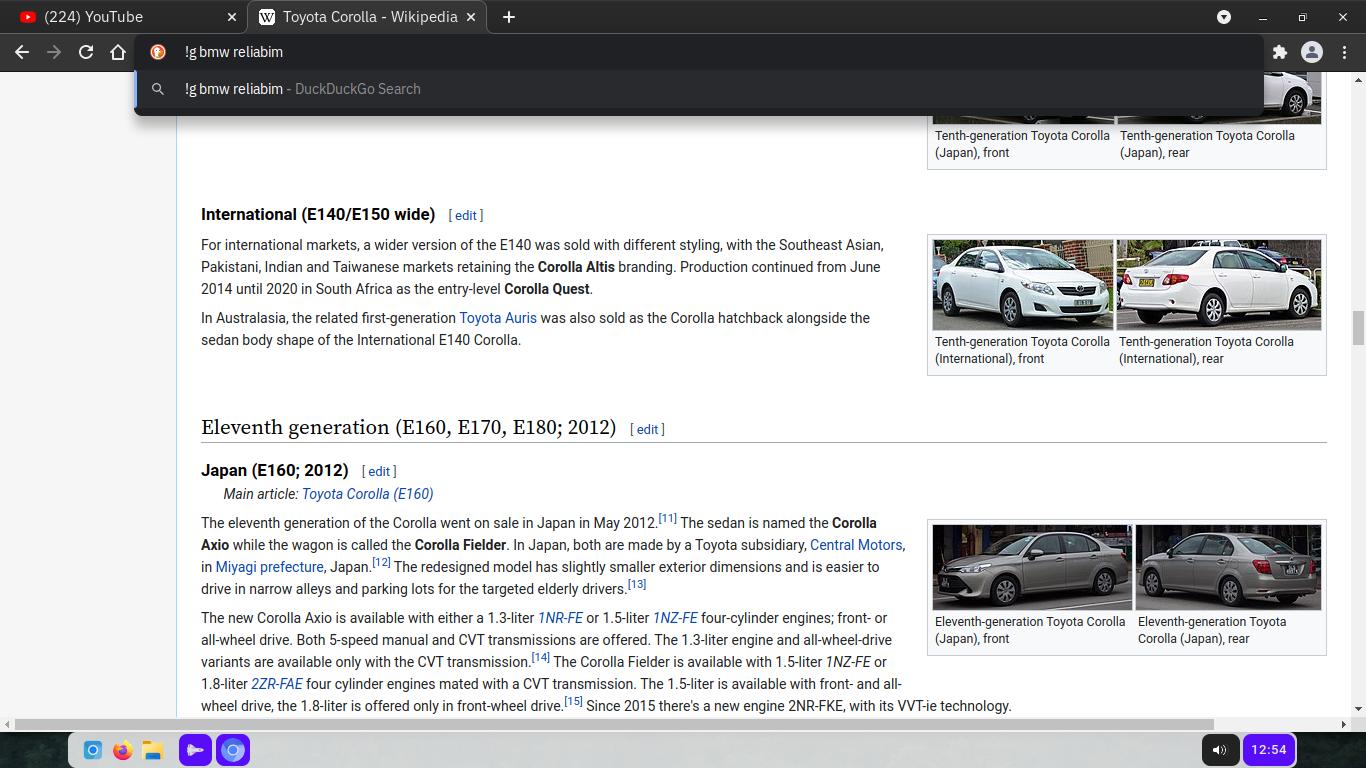 (224) YouTube
Toyota Corolla - Wikipedia
!g bmw reliabim
!g bmw reliabim - DuckDuckGo Search
Tenth-generation Toyota Corolla
(Japan), front
Tenth-generation Toyota Corolla
(Japan), rear
International (E140/E150 wide) [ edit ]
For international markets, a wider version of the E140 was sold with different styling, with the Southeast Asian,
Pakistani, Indian and Taiwanese markets retaining the Corolla Altis branding. Production continued from June
2014 until 2020 in South Africa as the entry-level Corolla Quest.
In Australasia, the related first-generation Toyota Auris was also sold as the Corolla hatchback alongside the
sedan body shape of the International E140 Corolla.
Tenth-generation Toyota Corolla
(International), front
Tenth-generation Toyota Corolla
(International), rear
Eleventh generation (E160, E170, E180; 2012) [ edit ]
Japan (E160; 2012) [ edit ]
Main article: Toyota Corolla (E160)
The eleventh generation of the Corolla went on sale in Japan in May 2012.[11] The sedan is named the Corolla
Axio while the wagon is called the Corolla Fielder. In Japan, both are made by a Toyota subsidiary, Central Motors,
in Miyagi prefecture, Japan.[12] The redesigned model has slightly smaller exterior dimensions and is easier to
drive in narrow alleys and parking lots for the targeted elderly drivers.[13]
The new Corolla Axio is available with either a 1.3-liter 1NR-FE or 1.5-liter 1NZ-FE four-cylinder engines; front- or
all-wheel drive. Both 5-speed manual and CVT transmissions are offered. The 1.3-liter engine and all-wheel-drive
variants are available only with the CVT transmission.[14] The Corolla Fielder is available with 1.5-liter 1NZ-FE or
1.8-liter 2ZR-FAE four cylinder engines mated with a CVT transmission. The 1.5-liter is available with front- and all-
wheel drive, the 1.8-liter is offered only in front-wheel drive.[15] Since 2015 there's a new engine 2NR-FKE, with its VVT-ie technology.
Eleventh-generation Toyota Corolla
(Japan), front
Eleventh-generation Toyota
Corolla (Japan), rear
12:54